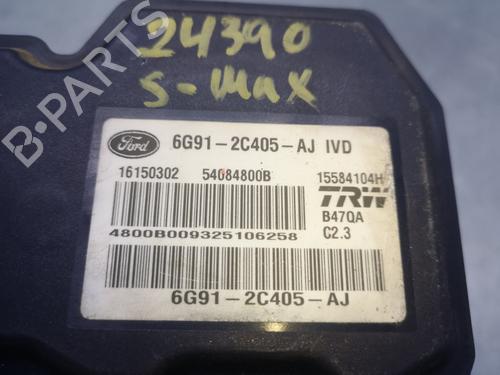 24390
S-MAX
B-PARTS
Ford
6G91-2C405-AJ IVD
16150302 54084800B 15584104H
TRW
B47QA
4800B009325106258 C2.3
6G91-2C405-AJ